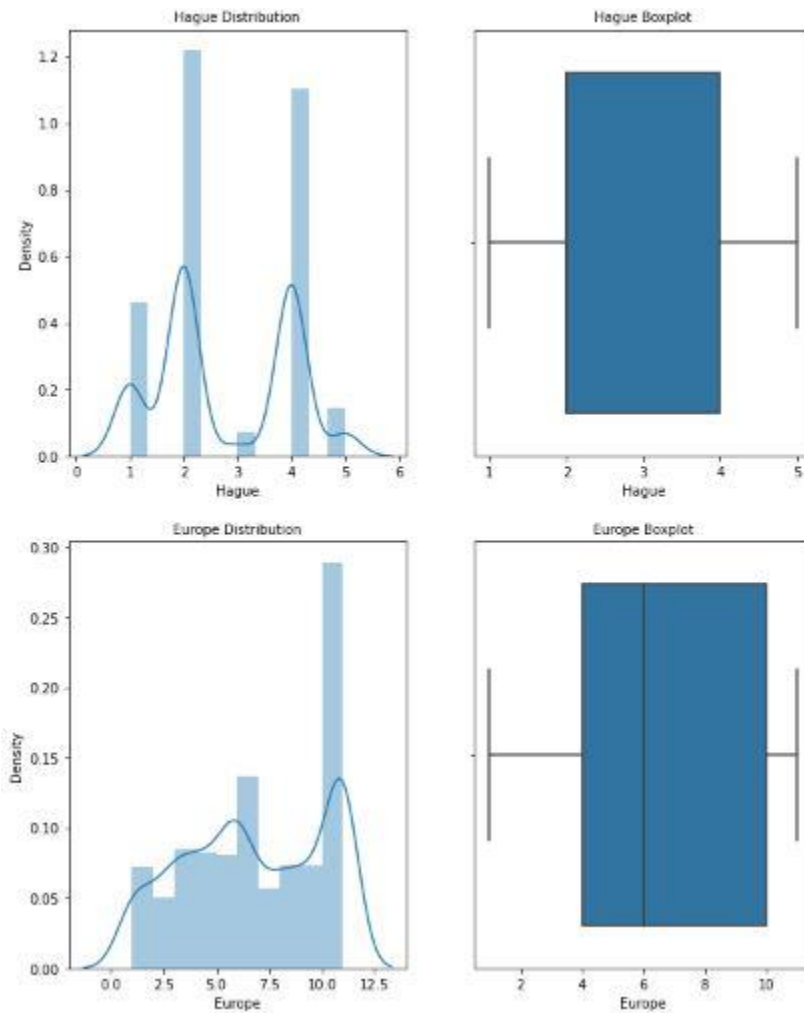 Hague Distribution
1.2
1.0
0.8
0.6
0.4
0.2
0.0
Density
0 1 2 3 4 5 6
Hague
Hague Boxplot
1 2 3 4 5
Hague
Europe Distribution
0.30
0.25
0.20
0.15
0.10
0.05
0.00
Density
0.0 2.5 5.0 7.5 10.0 12.5
Europe
Europe Boxplot
2 4 6 8 10
Europe